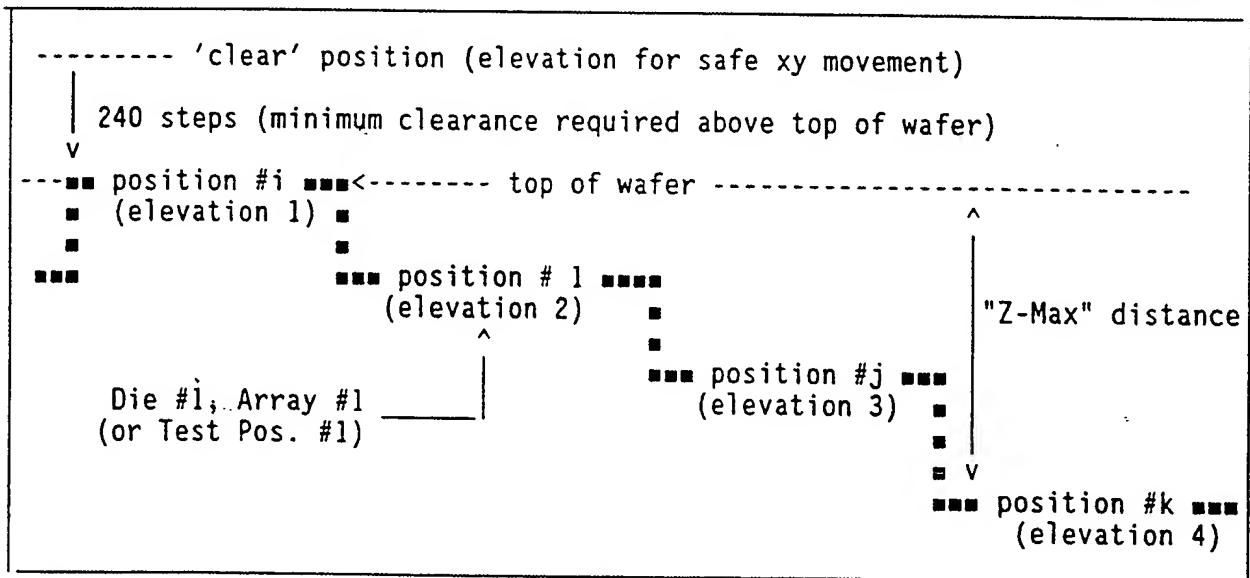 'clear' position (elevation for safe xy movement)
240 steps (minimum clearance required above top of wafer)
position #i <-------- top of wafer
(elevation 1)
position # 1
(elevation 2)
"Z-Max" distance
position #j
(elevation 3)
Die #1, Array #1
(or Test Pos. #1)
position #k
(elevation 4)